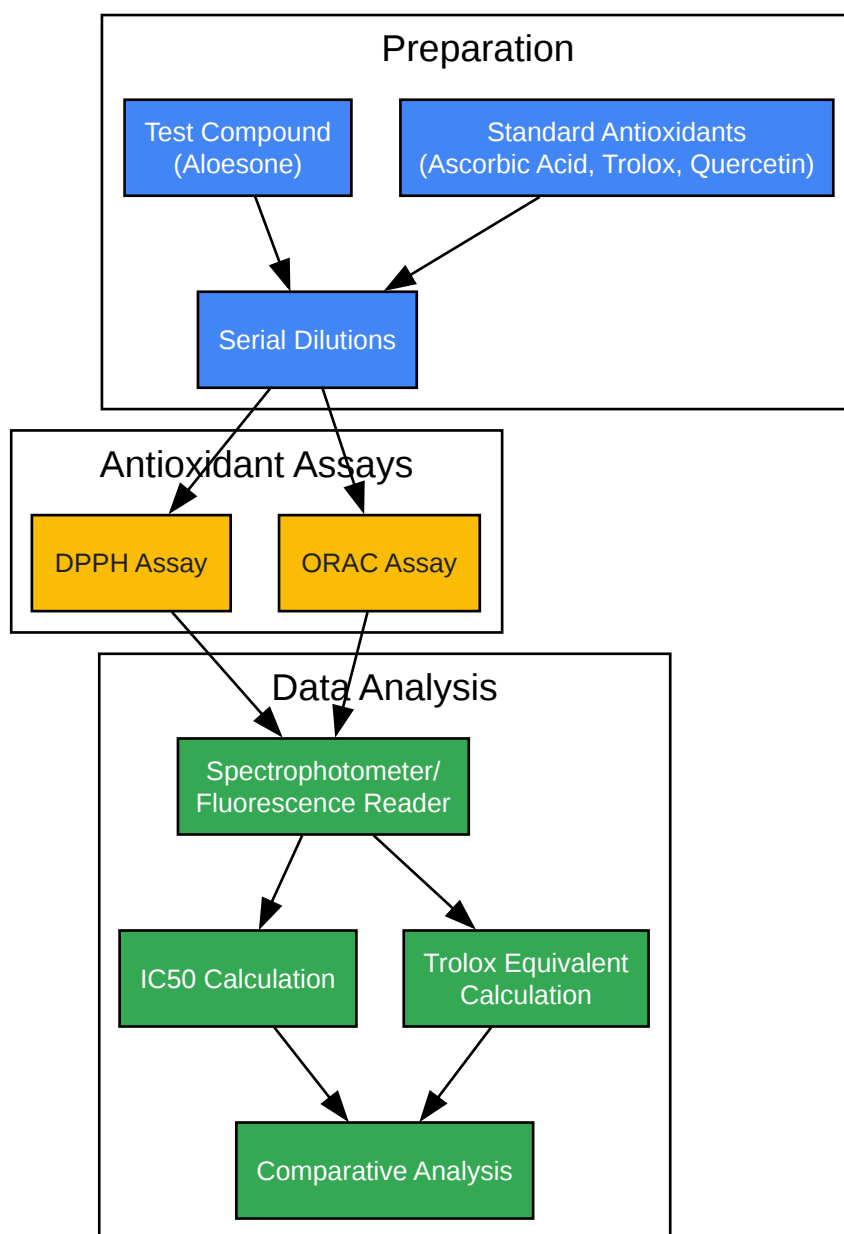 Preparation
Test Compound
(Aloesone)
Standard Antioxidants
(Ascorbic Acid, Trolox, Quercetin)
Serial Dilutions
Antioxidant Assays
DPPH Assay
ORAC Assay
Data Analysis
Spectrophotometer/
Fluorescence Reader
IC50 Calculation
Trolox Equivalent
Calculation
Comparative Analysis